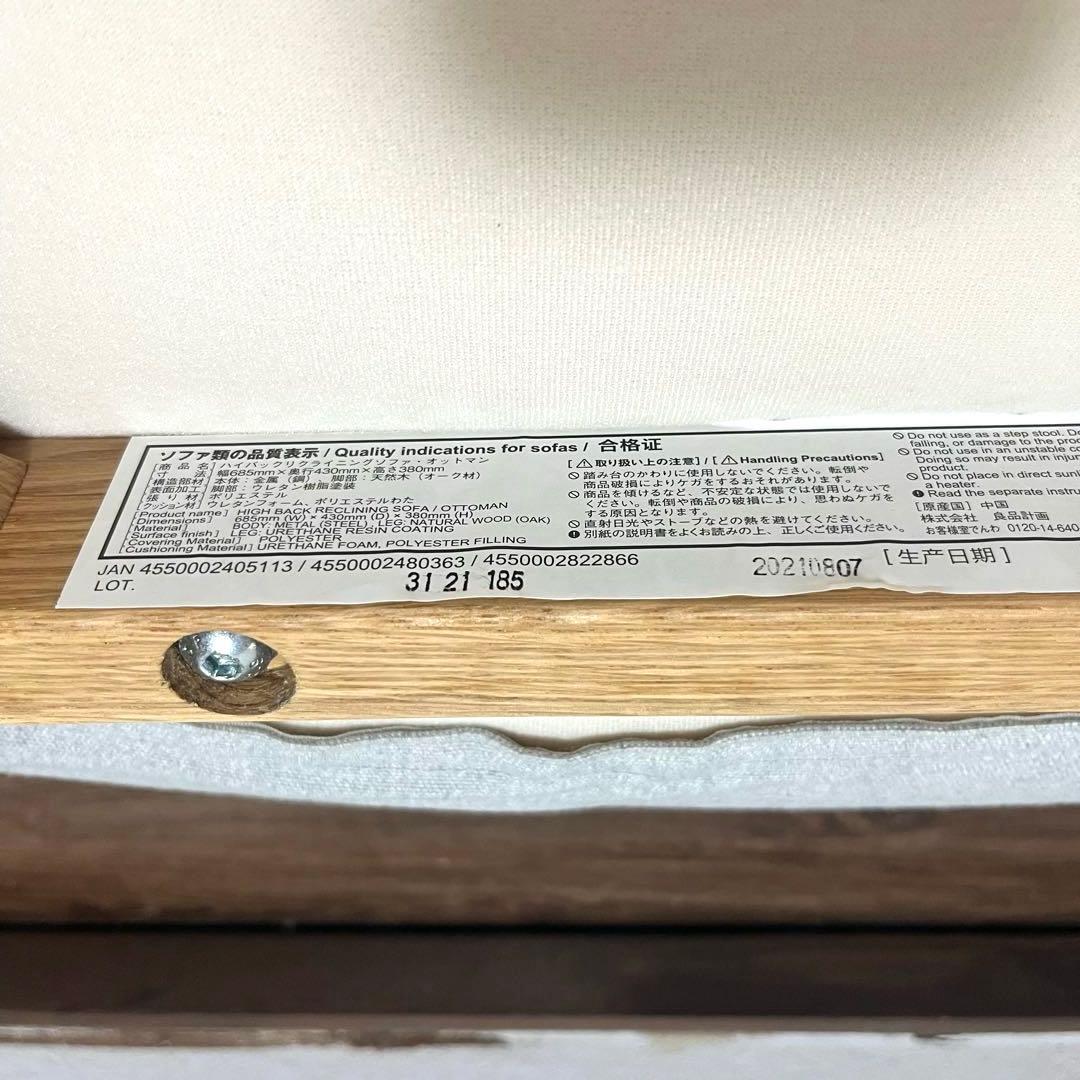 ソファ類の品質表示 / Quality indications for sofas / 合格证
[商 品 名] ハイバックリクライニングソファ・オットマン
寸 法] 幅685mm×奥行430mm×高さ380mm
構造部材] 本体:金属(鋼)、脚部:天然木(オーク材)
表面加工] 脚部:ウレタン樹脂塗装
張 り 材] ポリエステル
[クッション材] ウレタンフォーム、ポリエステルわた
[Product name] HIGH BACK RECLINING SOFA / OTTOMAN
Dimensions] 685mm (W) × 430mm (D) × 380mm (H)
Material] BODY: METAL (STEEL), LEG: NATURAL WOOD (OAK)
[Surface finish] LEG: URETHANE RESIN COATING
[Covering Material] POLYESTER
[Cushioning Material] URETHANE FOAM, POLYESTER FILLING
[⚠取り扱い上の注意] / [⚠Handling Precautions]
踏み台のかわりに使用しないでください。転倒や
商品破損によりケガをするおそれがあります。
商品を傾けるなど、不安定な状態では使用しないで
ください。転倒や商品の破損により、思わぬケガを
する原因となります。
直射日光やストーブなどの熱を避けてください。
別紙の説明書をよくお読みの上、正しくご使用ください。
Do not use as a step stool. Do
falling, or damage to the prod
Do not use in an unstable co
Doing so may result in injur
product.
Do not place in direct sunli
a heater.
Read the separate instru
[原産国] 中国
株式会社 良品計画
お客様室でんわ 0120-14-640
JAN 4550002405113 / 4550002480363 / 4550002822866
LOT. 31 21 185
20210807 [生产日期]